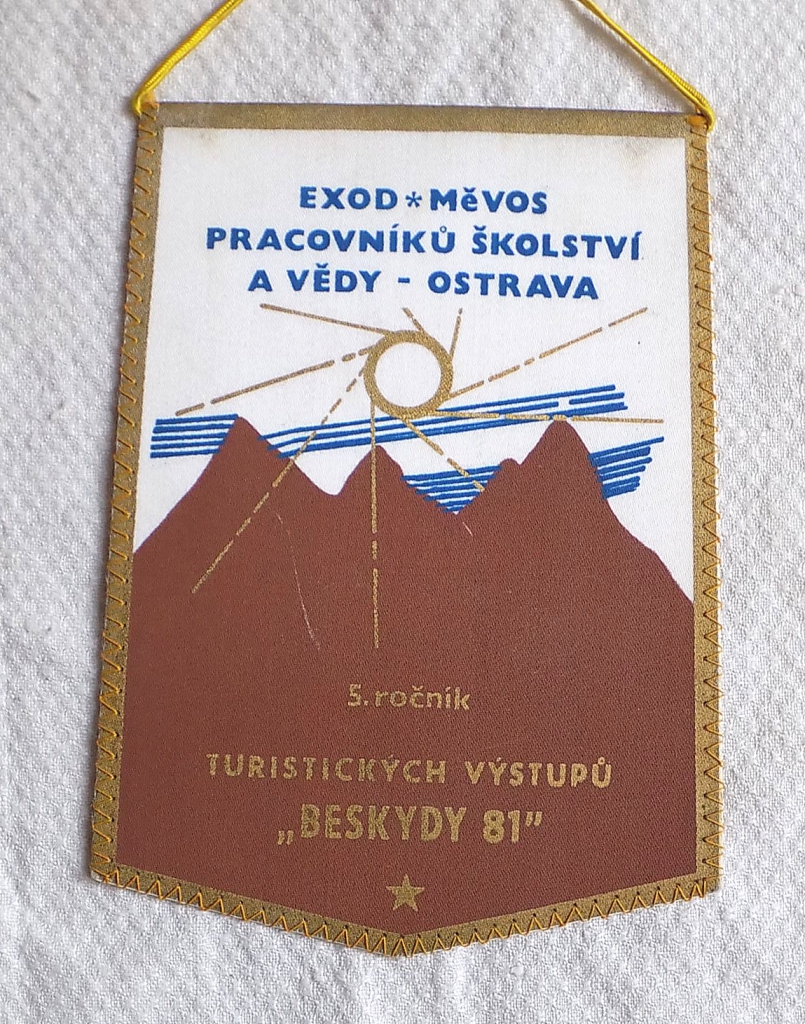 EXOD * MěVOS
PRACOVNÍKŮ ŠKOLSTVÍ
A VĚDY - OSTRAVA
5. ročník
TURISTICKÝCH VÝSTUPŮ
„BESKYDY 81”